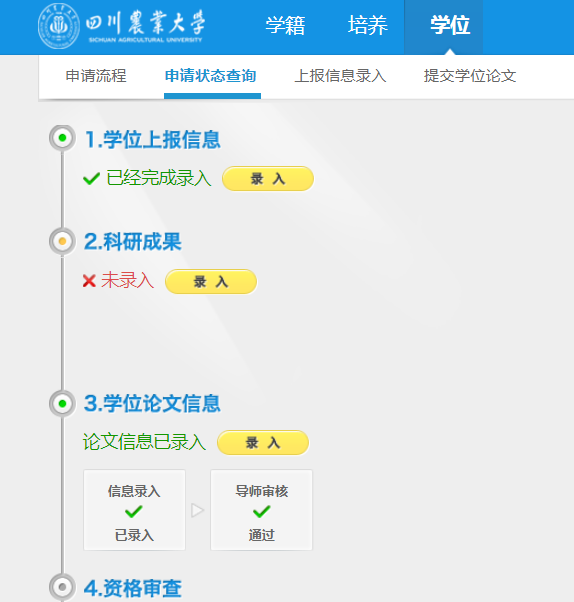 四川農業大学
SICHUAN AGRICULTURAL UNIVERSITY
学籍 培养 学位
申请流程 申请状态查询 上报信息录入 提交学位论文
1.学位上报信息
已经完成录入 录 入
2.科研成果
未录入 录 入
3.学位论文信息
论文信息已录入 录 入
信息录入 导师审核
已录入 通过
4.资格审查